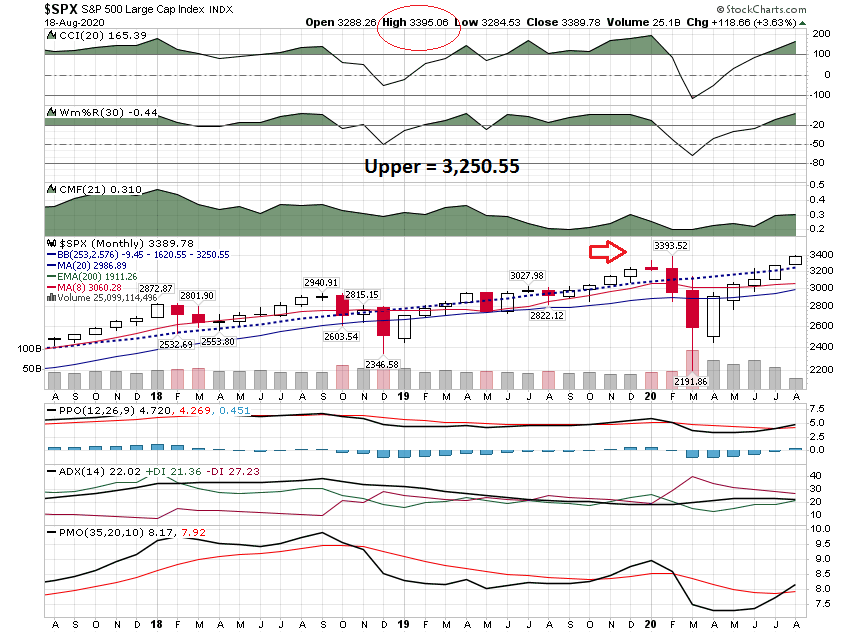 $SPX S&P 500 Large Cap Index INDX
© StockCharts.com
18-Aug-2020
Open 3288.26 High 3395.06 Low 3284.53 Close 3389.78 Volume 25.1B Chg +118.66 (+3.63%)
CCI(20) 165.39
200
100
0
-100
Wm%R(30) -0.44
-20
-50
-80
Upper = 3,250.55
CMF(21) 0.310
0.5
0.4
0.3
0.2
$SPX (Monthly) 3389.78
BB(253,2.576) -9.45 - 1620.55 - 3250.55
MA(20) 2986.89
EMA(200) 1911.26
MA(8) 3060.28
Volume 25,099,114,496
2872.87
2801.90
2532.69
2553.80
2940.91
2815.15
2603.54
2346.58
3027.98
2822.12
3393.52
2191.86
3400
3200
3000
2800
2600
2400
2200
100B
50B
A S O N D 18 F M A M J J A S O N D 19 F M A M J J A S O N D 20 F M A M J J A
PPO(12,26,9) 4.720, 4.269, 0.451
7.5
5.0
2.5
0.0
ADX(14) 22.02 +DI 21.36 -DI 27.23
40
30
20
10
PMO(35,20,10) 8.17, 7.92
10.0
9.5
9.0
8.5
8.0
7.5
A S O N D 18 F M A M J J A S O N D 19 F M A M J J A S O N D 20 F M A M J J A